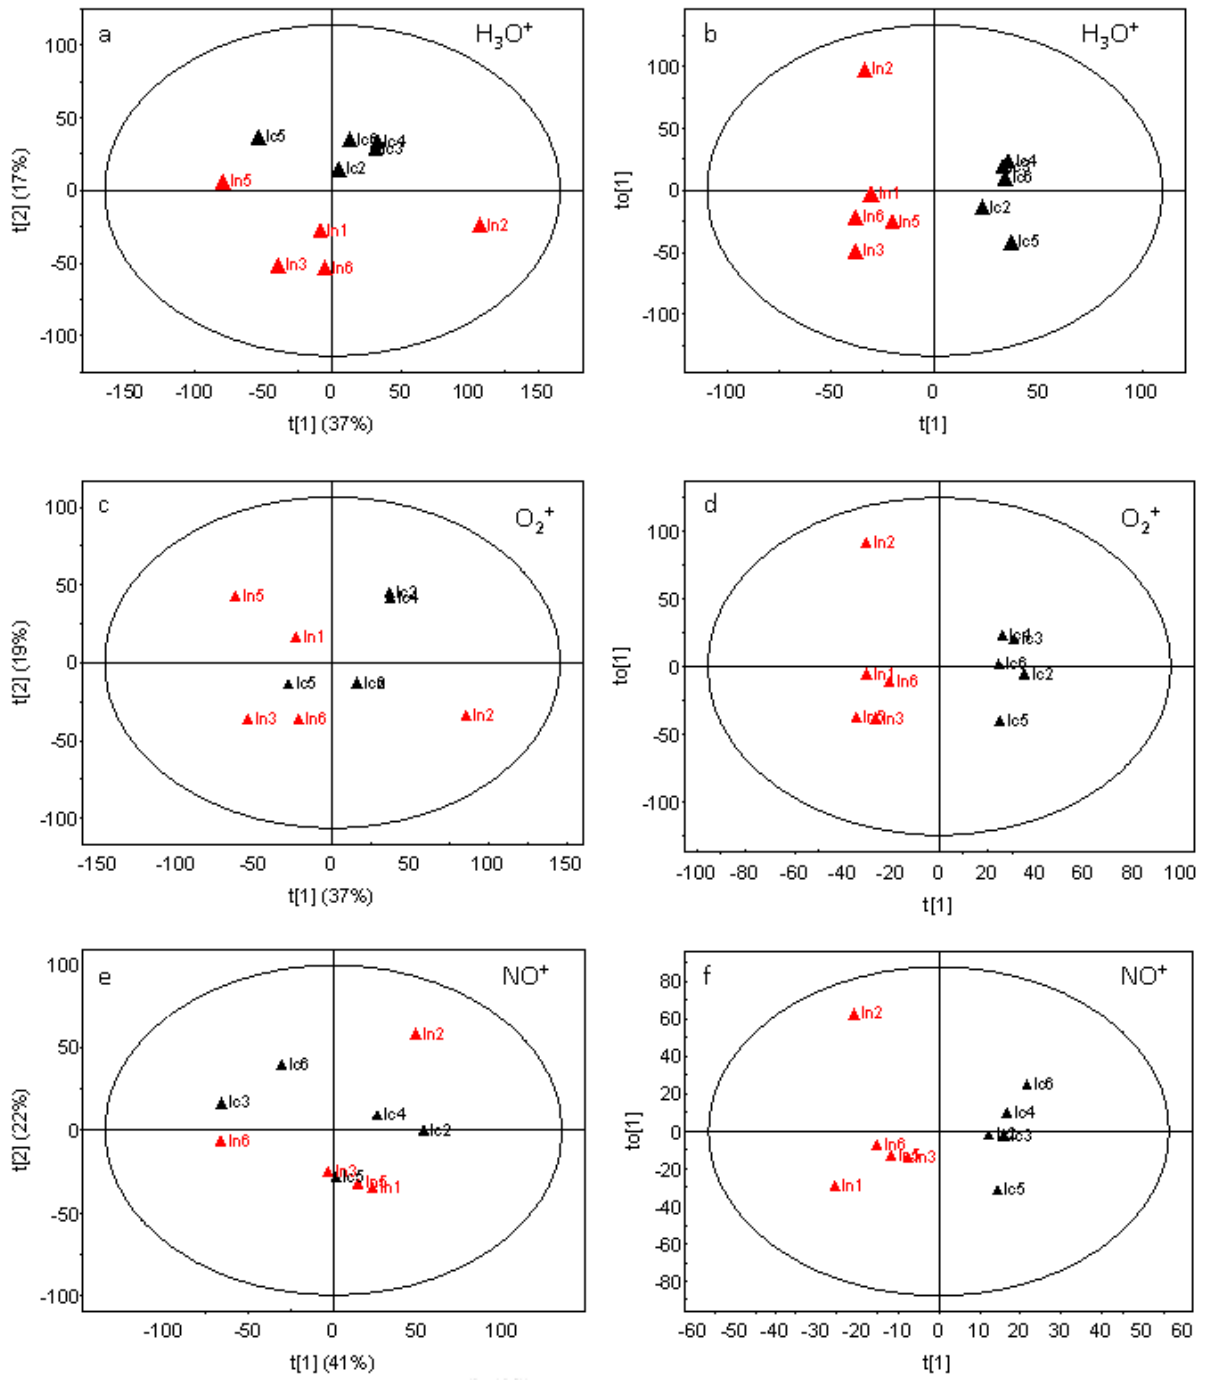 a
H3O+
100
50
0
-50
-100
t[2] (17%)
Ic5
Ic4
Ic3
Ic2
In5
In1
In2
In3
In6
-150
-100
-50
0
50
100
150
t[1] (37%)
b
H3O+
100
50
0
-50
-100
to[1]
In2
Ic4
Ic6
In1
Ic2
In6
In5
Ic5
In3
-100
-50
0
50
100
t[1]
c
O2+
100
50
0
-50
-100
t[2] (19%)
In5
Ic4
In1
Ic5
In3
In6
In2
-150
-100
-50
0
50
100
150
t[1] (37%)
d
O2+
100
50
0
-50
-100
to[1]
In2
Ic4
Ic3
Ic6
Ic2
In1
In6
In3
Ic5
-100
-80
-60
-40
-20
0
20
40
60
80
100
t[1]
e
NO+
100
50
0
-50
-100
t[2] (22%)
In2
Ic6
Ic3
Ic4
Ic2
In6
In3
Ic5
In5
In1
-100
-50
0
50
100
t[1] (41%)
f
NO+
80
60
40
20
0
-20
-40
-60
-80
to[1]
In2
Ic6
Ic4
Ic3
In6
In5
In3
In1
Ic5
-60
-50
-40
-30
-20
-10
0
10
20
30
40
50
60
t[1]